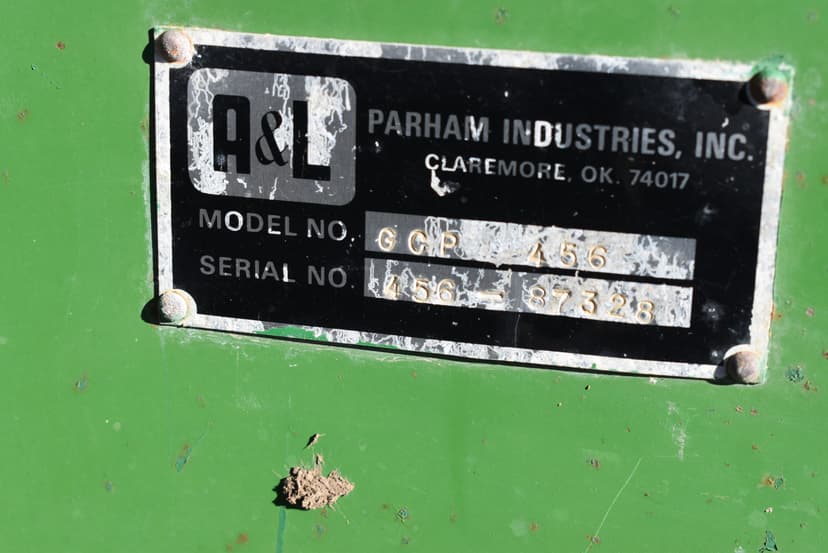 A&L
PARHAM INDUSTRIES, INC.
CLAREMORE, OK. 74017
MODEL NO. GCP 456
SERIAL NO 456-87328